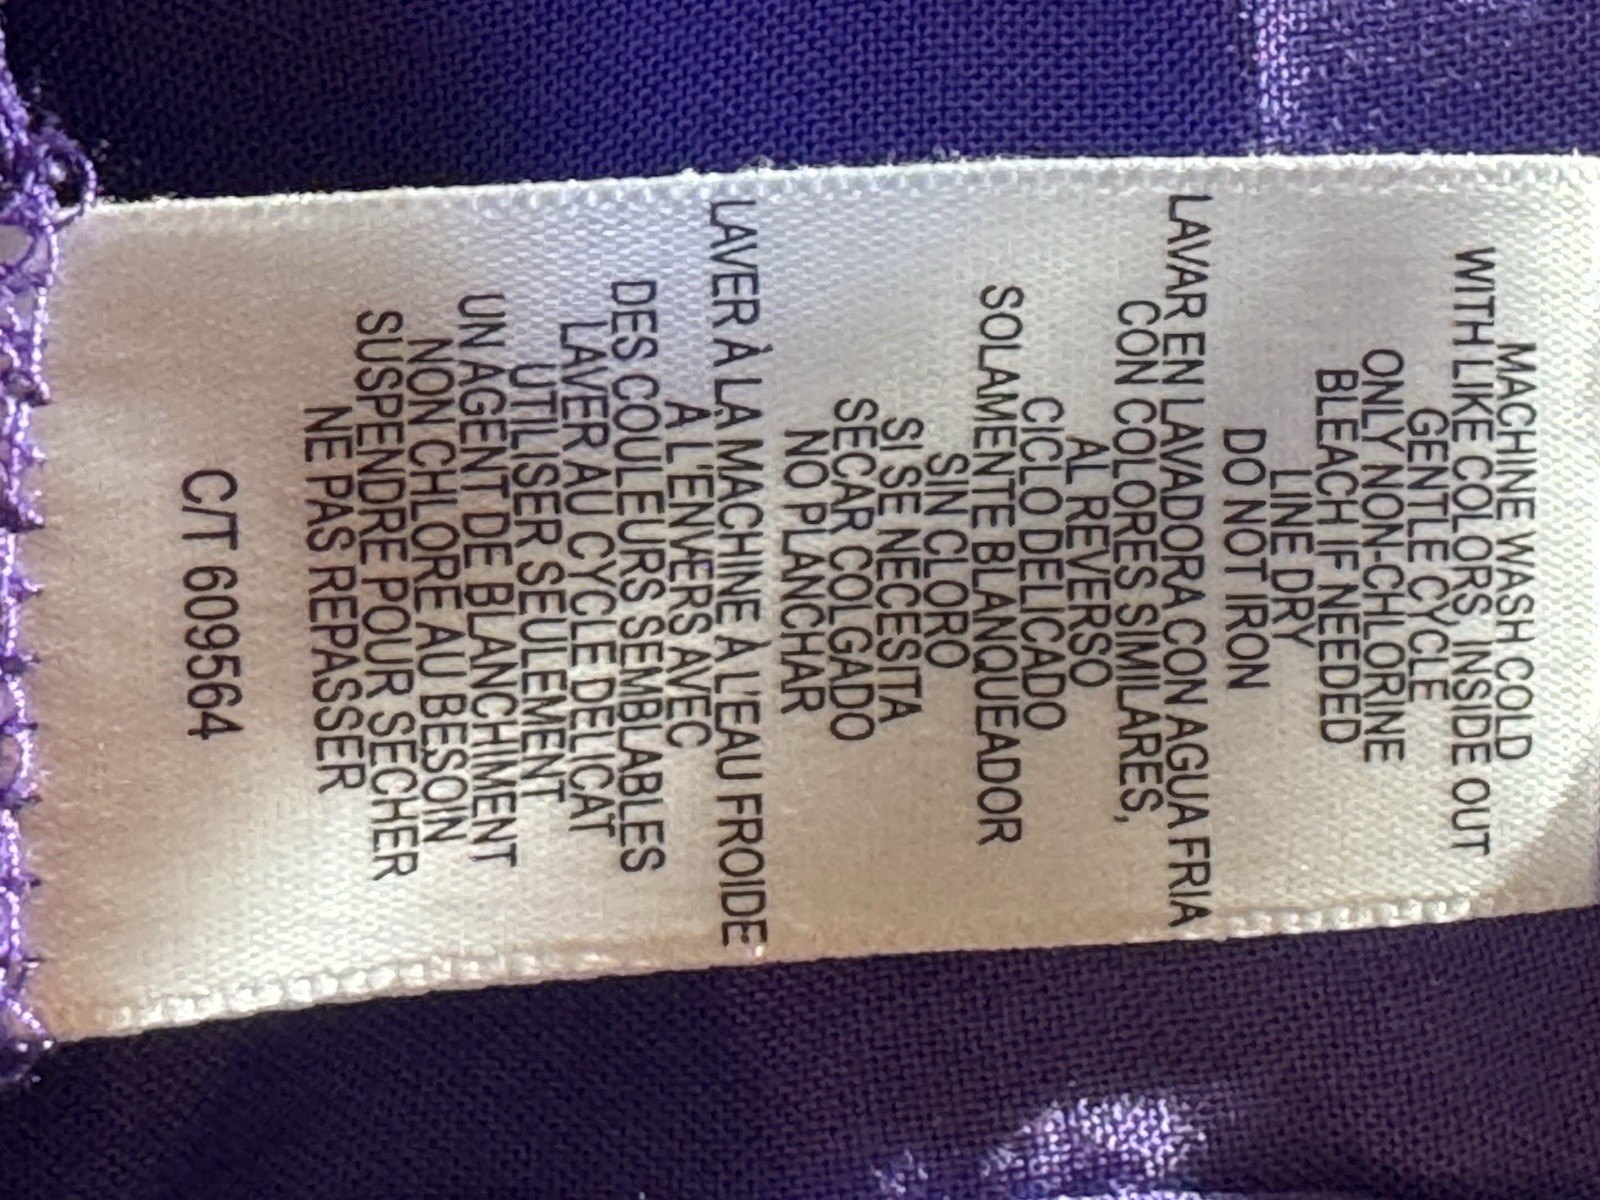 MACHINE WASH COLD
WITH LIKE COLORS, INSIDE OUT
GENTLE CYCLE
ONLY NON-CHLORINE
BLEACH IF NEEDED
LINE DRY
DO NOT IRON
LAVAR EN LAVADORA CON AGUA FRIA
CON COLORES SIMILARES,
AL REVERSO
CICLO DELICADO
SOLAMENTE BLANQUEADOR
SIN CLORO
SI SE NECESITA
SECAR COLGADO
NO PLANCHAR
LAVER À LA MACHINE À L'EAU FROIDE
À L'ENVERS AVEC
DES COULEURS SEMBLABLES
LAVER AU CYCLE DELICAT
UTILISER SEULEMENT
UN AGENT DE BLANCHIMENT
NON CHLORE AU BESOIN
SUSPENDRE POUR SECHER
NE PAS REPASSER
C/T 609564